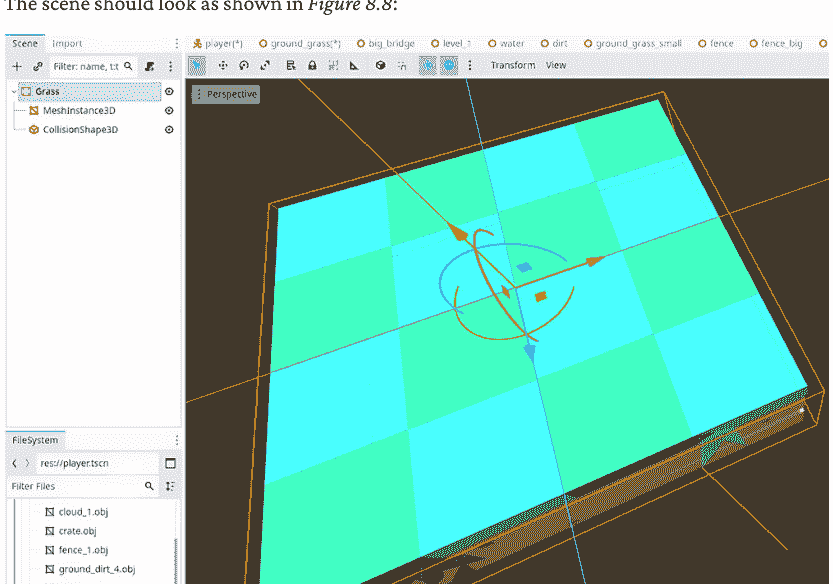 The scene should look as shown in Figure 8.8:
Scene Import
player(*) ground_grass(*) big_bridge level_1 water dirt ground_grass_small fence fence_big
Filter: name, t:t
Transform View
Perspective
Grass
MeshInstance3D
CollisionShape3D
FileSystem
res://player.tscn
Filter Files
cloud_1.obj
crate.obj
fence_1.obj
ground_dirt_4.obj